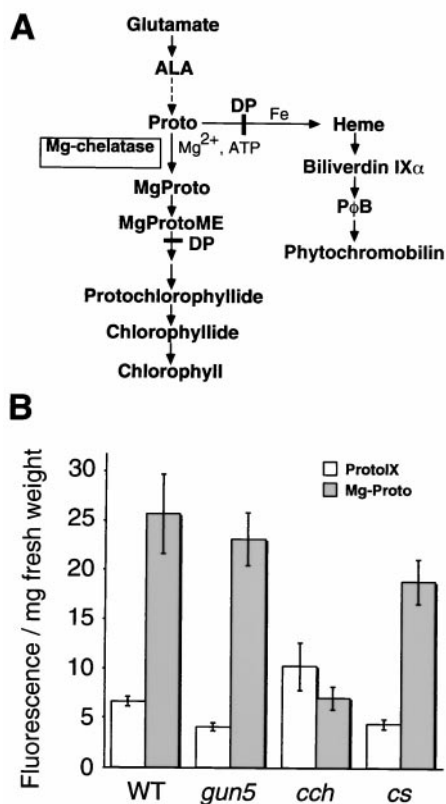 A
Glutamate
ALA
DP
Proto Fe Heme
Mg-chelatase Mg2+, ATP
Biliverdin IXα
MgProto
PϕB
MgProtoME
DP
Phytochromobilin
Protochlorophyllide
Chlorophyllide
Chlorophyll
B
Fluorescence / mg fresh weight
30
25
20
15
10
5
0
ProtoIX
Mg-Proto
WT gun5 cch cs